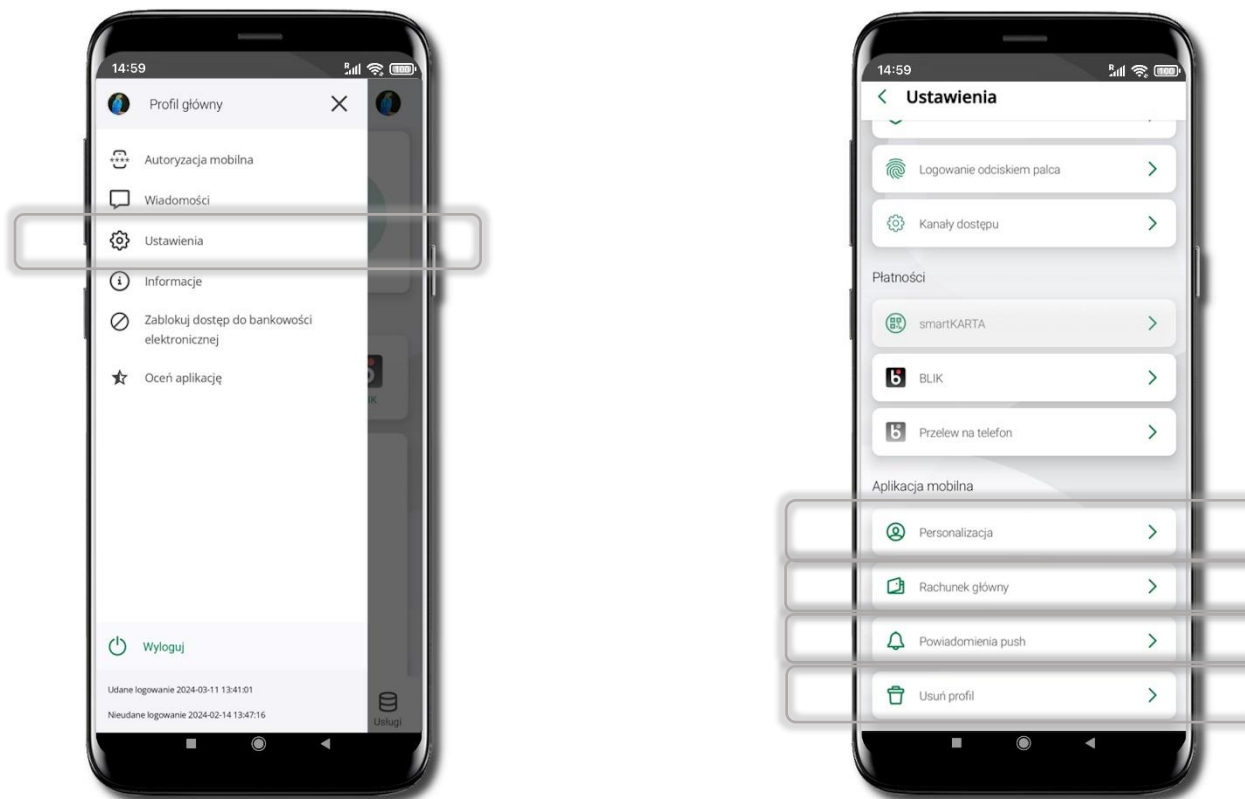 14:59
R
100
Profil główny
Autoryzacja mobilna
Wiadomości
Ustawienia
Informacje
Zablokuj dostęp do bankowości
elektronicznej
Oceń aplikację
Wyloguj
Udane logowanie 2024-03-11 13:41:01
Nieudane logowanie 2024-02-14 13:47:16
Usługi
14:59
R
100
Ustawienia
Logowanie odciskiem palca
Kanały dostępu
Płatności
smartKARTA
BLIK
Przelew na telefon
Aplikacja mobilna
Personalizacja
Rachunek główny
Powiadomienia push
Usuń profil